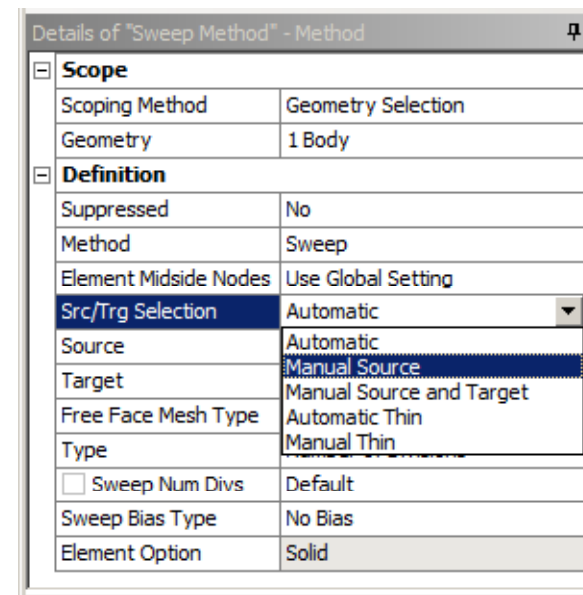 Details of "Sweep Method" - Method
Scope
Scoping Method Geometry Selection
Geometry 1 Body
Definition
Suppressed No
Method Sweep
Element Midside Nodes Use Global Setting
Src/Trg Selection Automatic
Source Automatic
Manual Source
Target Manual Source and Target
Free Face Mesh Type Automatic Thin
Type Manual Thin
Sweep Num Divs Default
Sweep Bias Type No Bias
Element Option Solid